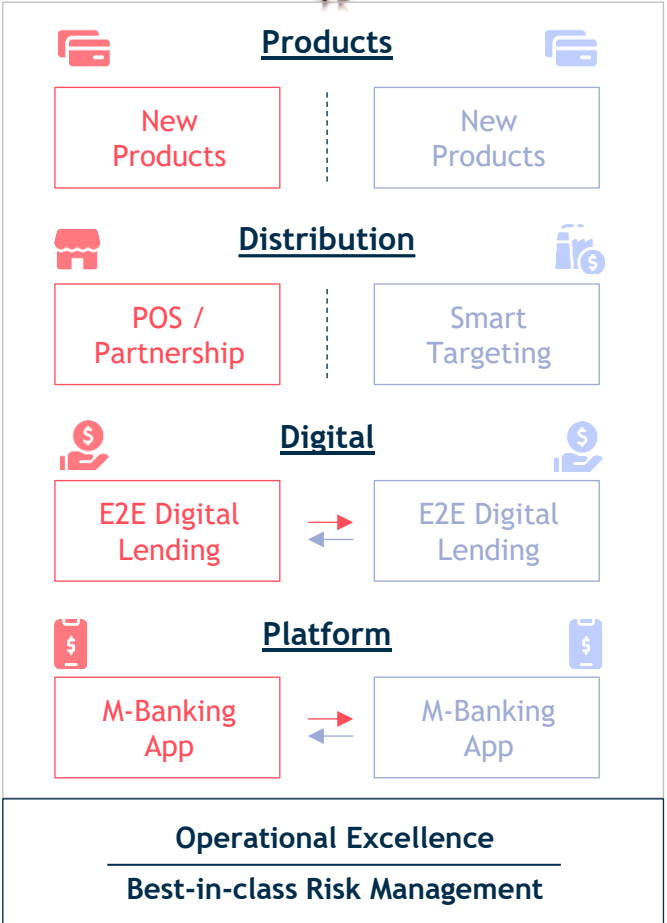 Products
New
Products
New
Products
Distribution
POS /
Partnership
Smart
Targeting
Digital
E2E Digital
Lending
E2E Digital
Lending
Platform
M-Banking
App
M-Banking
App
Operational Excellence
Best-in-class Risk Management